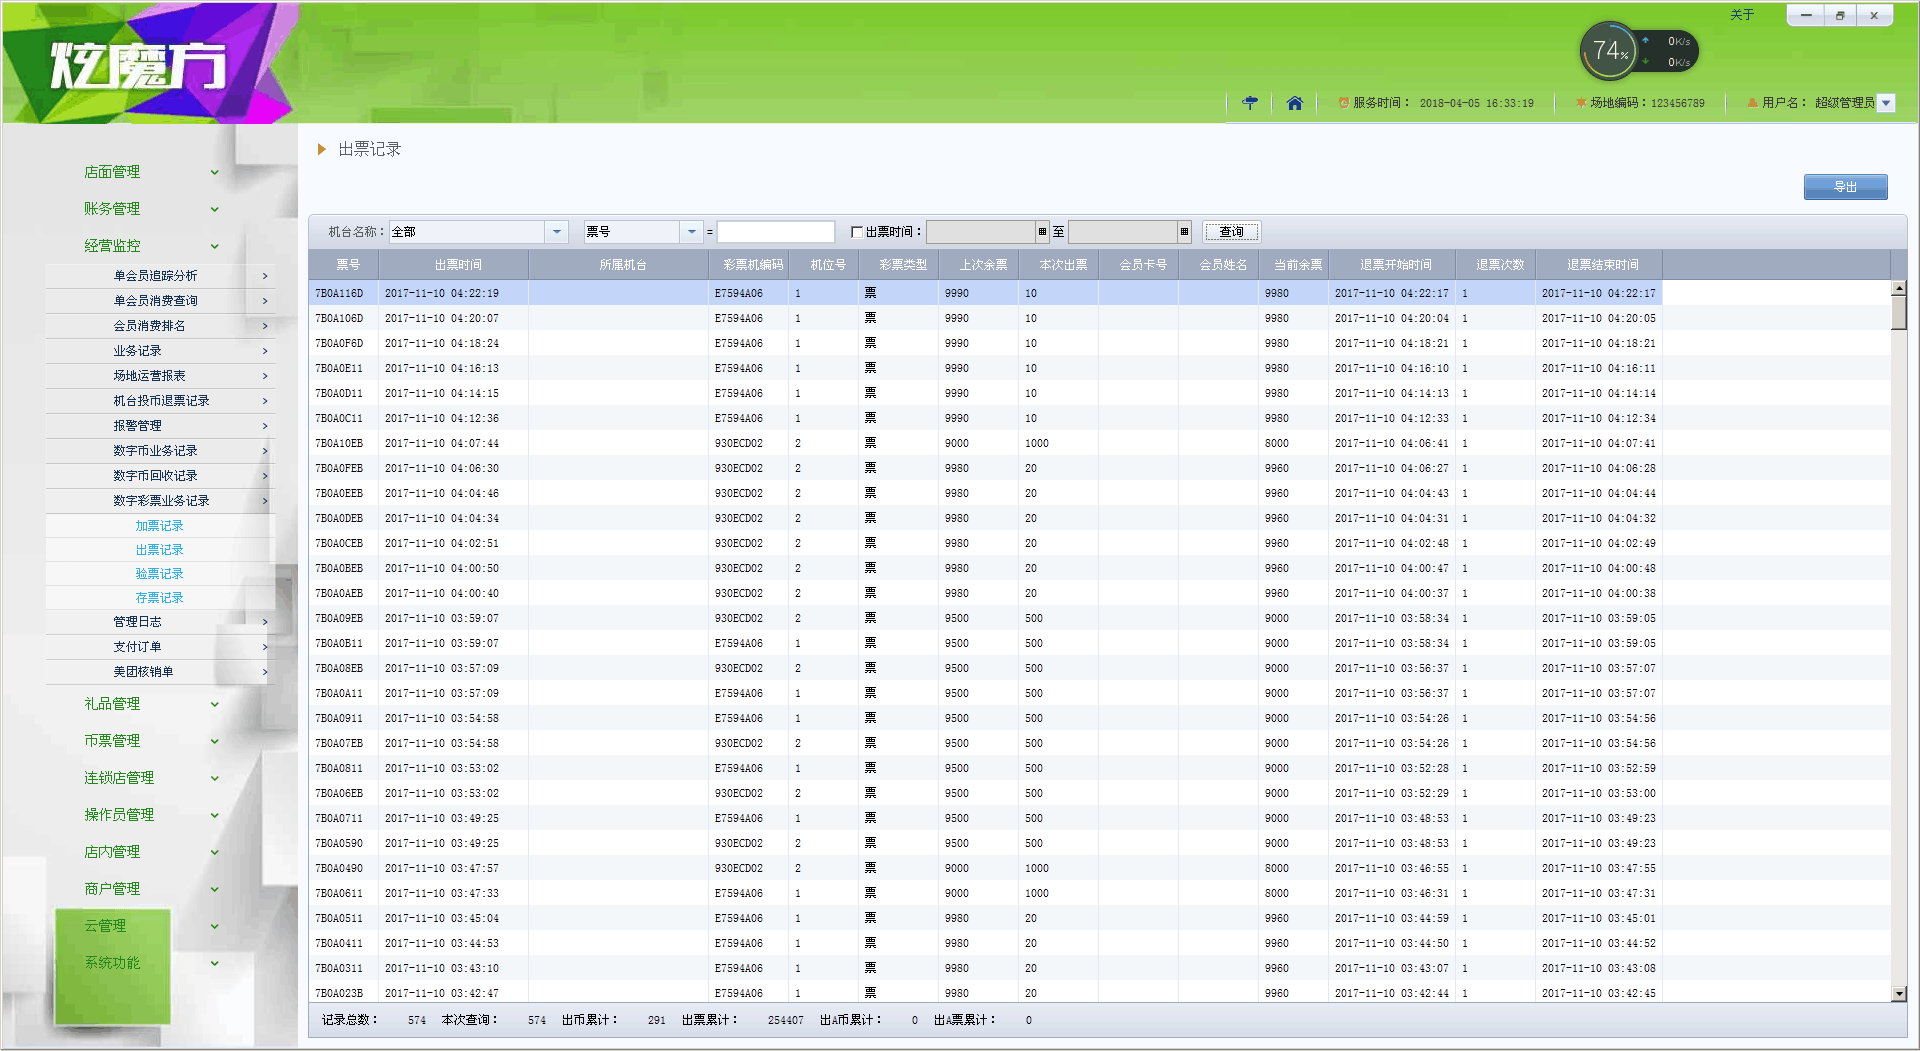 炫魔方
关于
74%
0K/s
0K/s
服务时间： 2018-04-05 16:33:19 场地编码：123456789 用户名： 超级管理员
店面管理
账务管理
经营监控
单会员追踪分析
单会员消费查询
会员消费排名
业务记录
场地运营报表
机台投币退票记录
报警管理
数字币业务记录
数字币回收记录
数字彩票业务记录
加票记录
出票记录
验票记录
存票记录
管理日志
支付订单
美团核销单
礼品管理
币票管理
连锁店管理
操作员管理
店内管理
商户管理
云管理
系统功能
出票记录
导出
机台名称： 全部 票号 = 出票时间： 至 查询
票号 出票时间 所属机台 彩票机编码 机位号 彩票类型 上次余票 本次出票 会员卡号 会员姓名 当前余票 退票开始时间 退票次数 退票结束时间
7B0A116D 2017-11-10 04:22:19 E7594A06 1 票 9990 10 9980 2017-11-10 04:22:17 1 2017-11-10 04:22:17
7B0A106D 2017-11-10 04:20:07 E7594A06 1 票 9990 10 9980 2017-11-10 04:20:04 1 2017-11-10 04:20:05
7B0A0F6D 2017-11-10 04:18:24 E7594A06 1 票 9990 10 9980 2017-11-10 04:18:21 1 2017-11-10 04:18:21
7B0A0E11 2017-11-10 04:16:13 E7594A06 1 票 9990 10 9980 2017-11-10 04:16:10 1 2017-11-10 04:16:11
7B0A0D11 2017-11-10 04:14:15 E7594A06 1 票 9990 10 9980 2017-11-10 04:14:13 1 2017-11-10 04:14:14
7B0A0C11 2017-11-10 04:12:36 E7594A06 1 票 9990 10 9980 2017-11-10 04:12:33 1 2017-11-10 04:12:34
7B0A10EB 2017-11-10 04:07:44 930ECD02 2 票 9000 1000 8000 2017-11-10 04:06:41 1 2017-11-10 04:07:41
7B0A0FEB 2017-11-10 04:06:30 930ECD02 2 票 9980 20 9960 2017-11-10 04:06:27 1 2017-11-10 04:06:28
7B0A0EEB 2017-11-10 04:04:46 930ECD02 2 票 9980 20 9960 2017-11-10 04:04:43 1 2017-11-10 04:04:44
7B0A0DEB 2017-11-10 04:04:34 930ECD02 2 票 9980 20 9960 2017-11-10 04:04:31 1 2017-11-10 04:04:32
7B0A0CEB 2017-11-10 04:02:51 930ECD02 2 票 9980 20 9960 2017-11-10 04:02:48 1 2017-11-10 04:02:49
7B0A0BEB 2017-11-10 04:00:50 930ECD02 2 票 9980 20 9960 2017-11-10 04:00:47 1 2017-11-10 04:00:48
7B0A0AEB 2017-11-10 04:00:40 930ECD02 2 票 9980 20 9960 2017-11-10 04:00:37 1 2017-11-10 04:00:38
7B0A09EB 2017-11-10 03:59:07 930ECD02 2 票 9500 500 9000 2017-11-10 03:58:34 1 2017-11-10 03:59:05
7B0A0B11 2017-11-10 03:59:07 E7594A06 1 票 9500 500 9000 2017-11-10 03:58:34 1 2017-11-10 03:59:05
7B0A08EB 2017-11-10 03:57:09 930ECD02 2 票 9500 500 9000 2017-11-10 03:56:37 1 2017-11-10 03:57:07
7B0A0A11 2017-11-10 03:57:09 E7594A06 1 票 9500 500 9000 2017-11-10 03:56:37 1 2017-11-10 03:57:07
7B0A0911 2017-11-10 03:54:58 E7594A06 1 票 9500 500 9000 2017-11-10 03:54:26 1 2017-11-10 03:54:56
7B0A07EB 2017-11-10 03:54:58 930ECD02 2 票 9500 500 9000 2017-11-10 03:54:26 1 2017-11-10 03:54:56
7B0A0811 2017-11-10 03:53:02 E7594A06 1 票 9500 500 9000 2017-11-10 03:52:28 1 2017-11-10 03:52:59
7B0A06EB 2017-11-10 03:53:02 930ECD02 2 票 9500 500 9000 2017-11-10 03:52:29 1 2017-11-10 03:53:00
7B0A0711 2017-11-10 03:49:25 E7594A06 1 票 9500 500 9000 2017-11-10 03:48:53 1 2017-11-10 03:49:23
7B0A0590 2017-11-10 03:49:25 930ECD02 2 票 9500 500 9000 2017-11-10 03:48:53 1 2017-11-10 03:49:23
7B0A0490 2017-11-10 03:47:57 930ECD02 2 票 9000 1000 8000 2017-11-10 03:46:55 1 2017-11-10 03:47:55
7B0A0611 2017-11-10 03:47:33 E7594A06 1 票 9000 1000 8000 2017-11-10 03:46:31 1 2017-11-10 03:47:31
7B0A0511 2017-11-10 03:45:04 E7594A06 1 票 9980 20 9960 2017-11-10 03:44:59 1 2017-11-10 03:45:01
7B0A0411 2017-11-10 03:44:53 E7594A06 1 票 9980 20 9960 2017-11-10 03:44:50 1 2017-11-10 03:44:52
7B0A0311 2017-11-10 03:43:10 E7594A06 1 票 9980 20 9960 2017-11-10 03:43:07 1 2017-11-10 03:43:08
7B0A023B 2017-11-10 03:42:47 E7594A06 1 票 9980 20 9960 2017-11-10 03:42:44 1 2017-11-10 03:42:45
记录总数： 574 本次查询： 574 出币累计： 291 出票累计： 254407 出A币累计： 0 出A票累计： 0